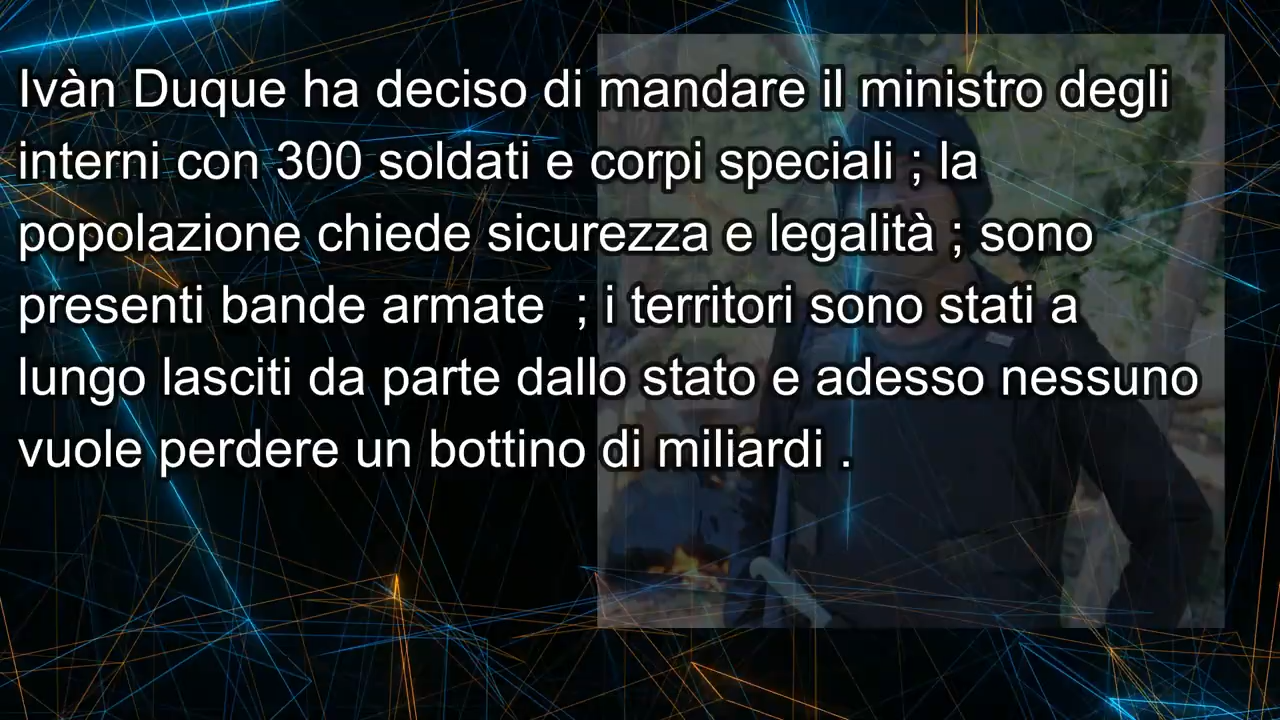 Ivàn Duque ha deciso di mandare il ministro degli
interni con 300 soldati e corpi speciali ; la
popolazione chiede sicurezza e legalità ; sono
presenti bande armate  ; i territori sono stati a
lungo lasciti da parte dallo stato e adesso nessuno
vuole perdere un bottino di miliardi .